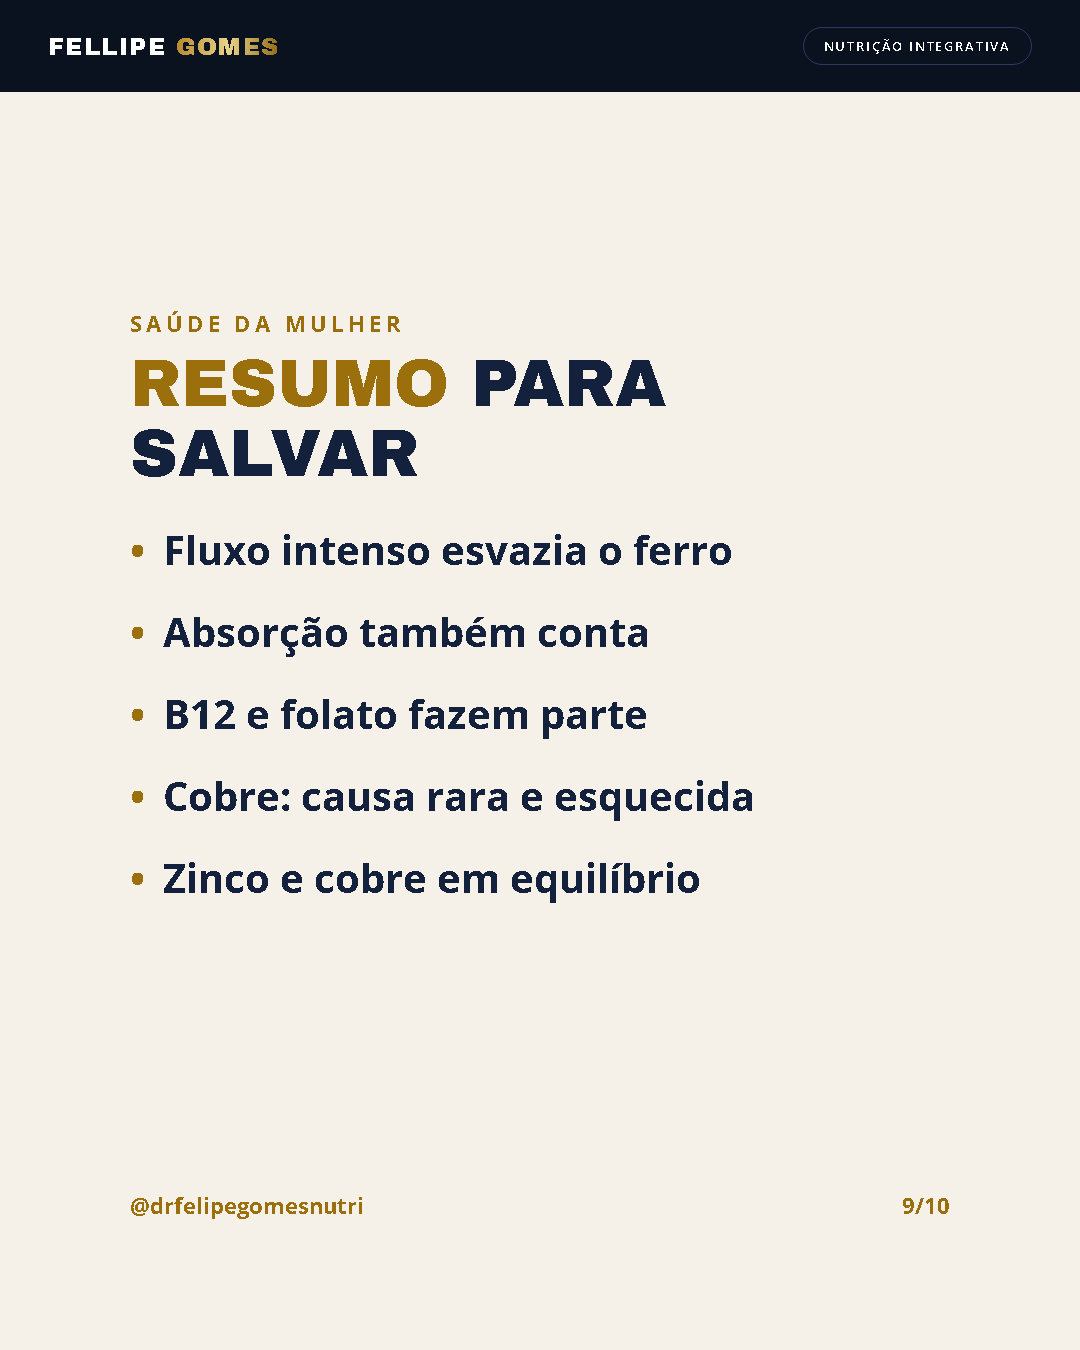 FELLIPE GOMES
NUTRIÇÃO INTEGRATIVA
SAÚDE DA MULHER
RESUMO PARA
SALVAR
• Fluxo intenso esvazia o ferro
• Absorção também conta
• B12 e folato fazem parte
• Cobre: causa rara e esquecida
• Zinco e cobre em equilíbrio
@drfelipegomesnutri
9/10